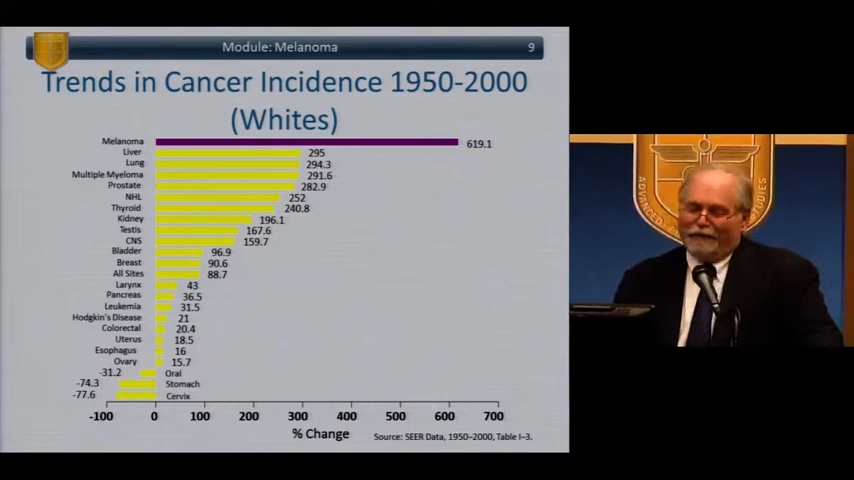 Module: Melanoma 9
Trends in Cancer Incidence 1950-2000
(Whites)
Melanoma 619.1
Liver 295
Lung 294.3
Multiple Myeloma 291.6
Prostate 282.9
NHL 252
Thyroid 240.8
Kidney 196.1
Testis 167.6
CNS 159.7
Bladder 96.9
Breast 90.6
All Sites 88.7
Larynx 43
Pancreas 36.5
Leukemia 31.5
Hodgkin's Disease 21
Colorectal 20.4
Uterus 18.5
Esophagus 16
Ovary 15.7
-31.2 Oral
-74.3 Stomach
-77.6 Cervix
-100 0 100 200 300 400 500 600 700
% Change
Source: SEER Data, 1950–2000, Table I–3.
ADVANCED
STUDIES